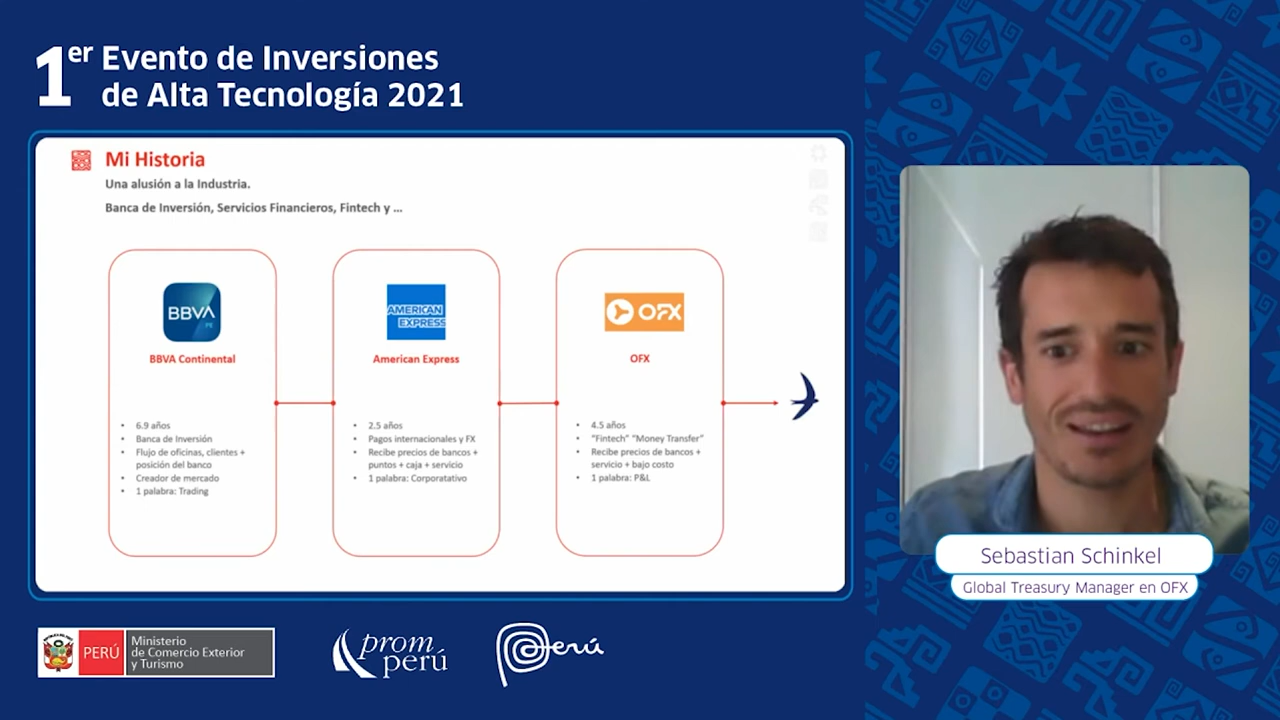 1er Evento de Inversiones
de Alta Tecnología 2021
Mi Historia
Una alusión a la Industria.
Banca de Inversión, Servicios Financieros, Fintech y ...
BBVA
PE
BBVA Continental
• 6.9 años
• Banca de Inversión
• Flujo de oficinas, clientes +
posición del banco
• Creador de mercado
• 1 palabra: Trading
AMERICAN
EXPRESS
American Express
• 2.5 años
• Pagos internacionales y FX
• Recibe precios de bancos +
puntos + caja + servicio
• 1 palabra: Corporatativo
OFX
OFX
• 4.5 años
• "Fintech" "Money Transfer"
• Recibe precios de bancos +
servicio + bajo costo
• 1 palabra: P&L
Sebastian Schinkel
Global Treasury Manager en OFX
PERÚ
Ministerio
de Comercio Exterior
y Turismo
prom
perú
Perú